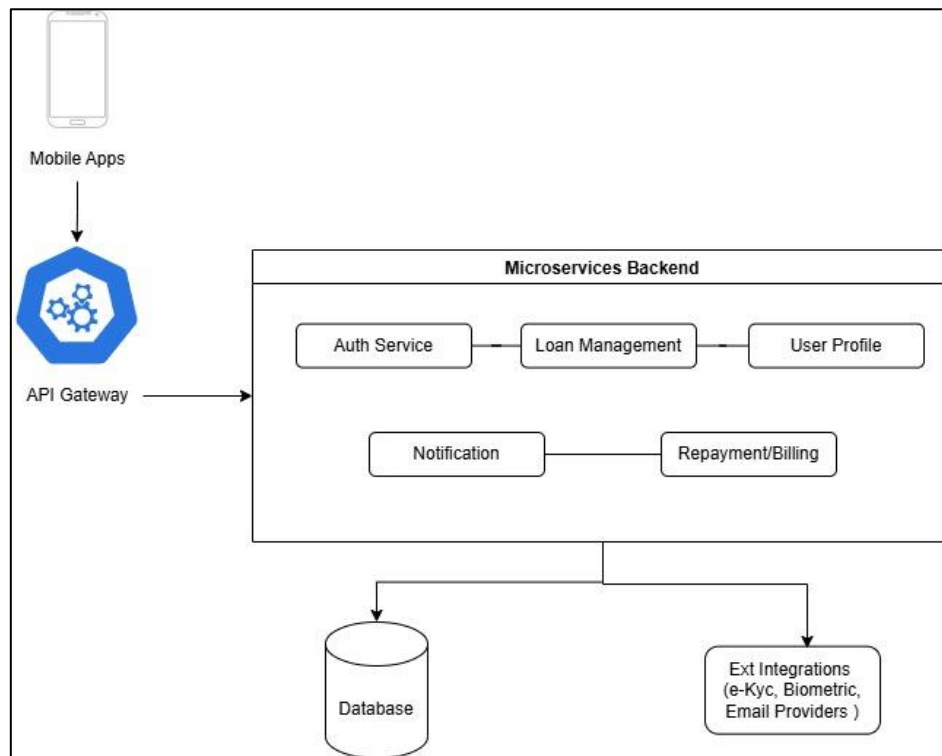 Mobile Apps
API Gateway
Microservices Backend
Auth Service
Loan Management
User Profile
Notification
Repayment/Billing
Database
Ext Integrations
(e-Kyc, Biometric,
Email Providers )